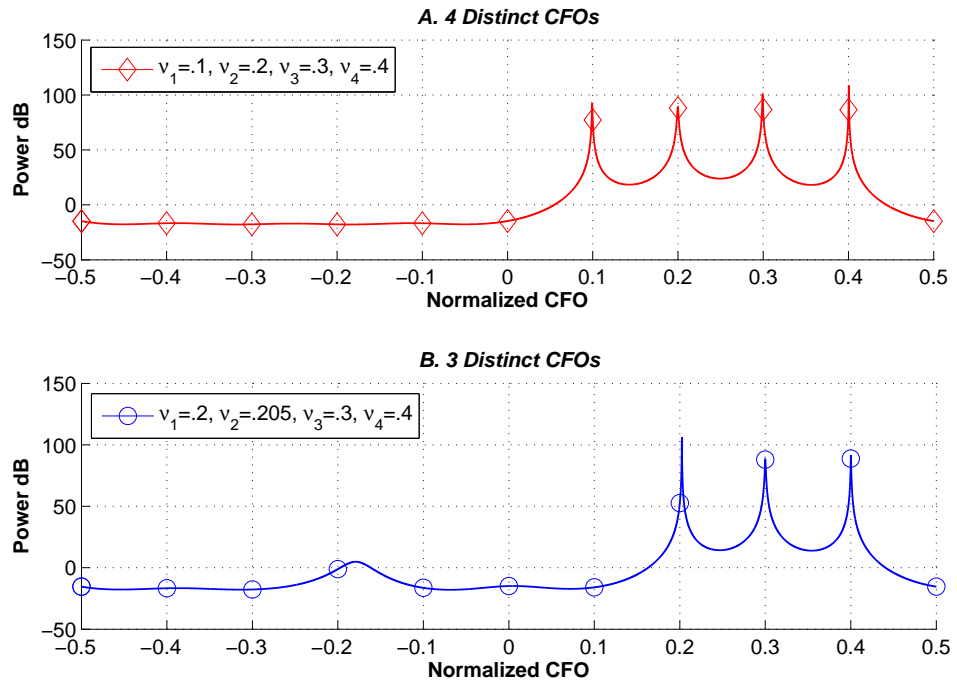 A. 4 Distinct CFOs
150
100
50
0
−50
Power dB
ν₁=.1, ν₂=.2, ν₃=.3, ν₄=.4
−0.5 −0.4 −0.3 −0.2 −0.1 0 0.1 0.2 0.3 0.4 0.5
Normalized CFO
B. 3 Distinct CFOs
150
100
50
0
−50
Power dB
ν₁=.2, ν₂=.205, ν₃=.3, ν₄=.4
−0.5 −0.4 −0.3 −0.2 −0.1 0 0.1 0.2 0.3 0.4 0.5
Normalized CFO